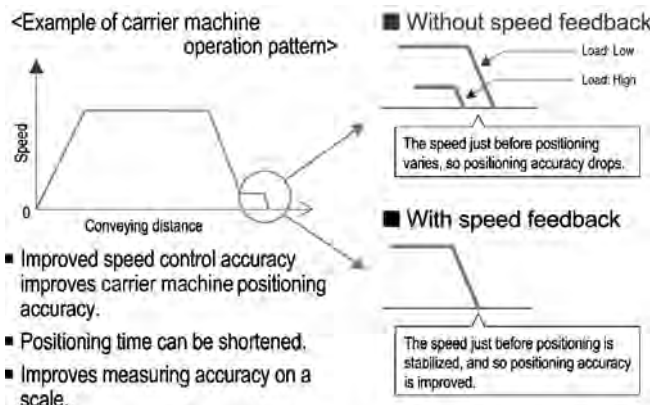 <Example of carrier machine
operation pattern>
Speed
0
Conveying distance
■ Improved speed control accuracy
improves carrier machine positioning
accuracy.
■ Positioning time can be shortened.
■ Improves measuring accuracy on a
scale.
■ Without speed feedback
Load: Low
Load: High
The speed just before positioning
varies, so positioning accuracy drops.
■ With speed feedback
The speed just before positioning is
stabilized, and so positioning accuracy
is improved.